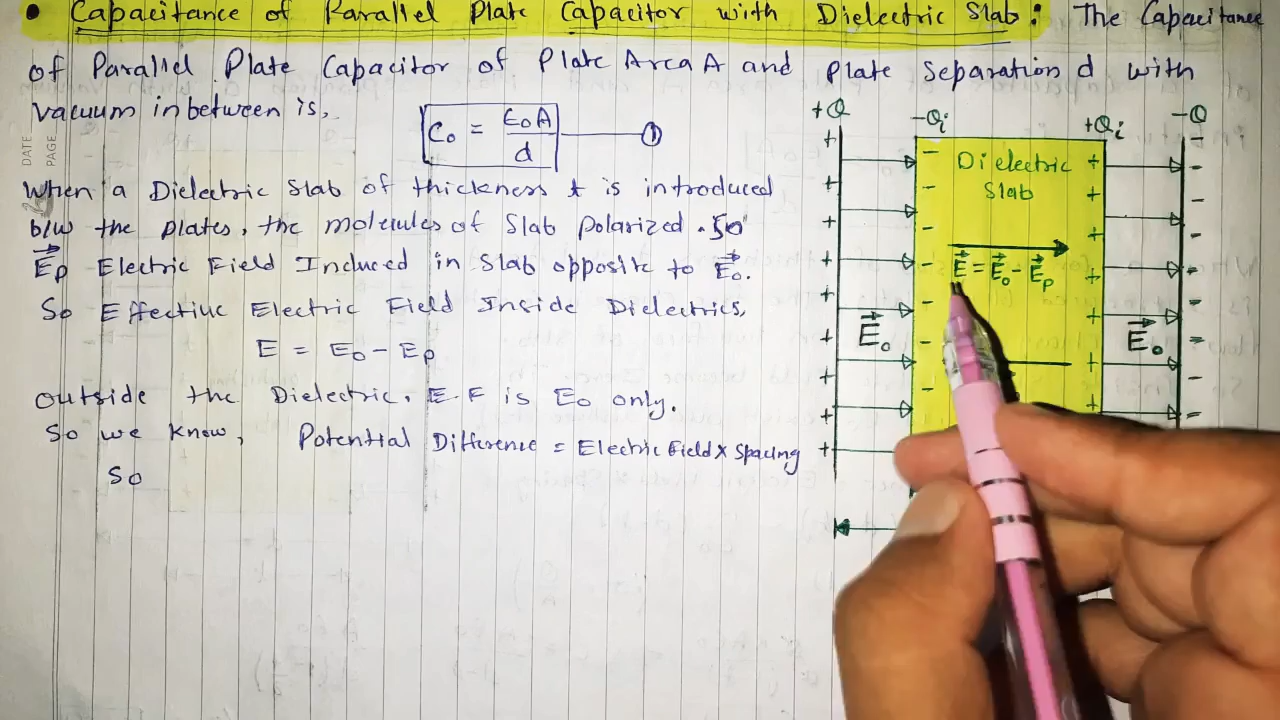 • Capacitance of Parallel Plate Capacitor with Dielectric Slab: The Capacitance
of Parallel Plate Capacitor of Plate Area A and Plate Separation d with
vacuum inbetween is,
C₀ = ε₀A/d ①
When a Dielectric Slab of thickness t is introduced
b/w the plates, the molecules of Slab Polarized. So
E⃗p Electric Field Induced in Slab opposite to E⃗₀.
So Effective Electric Field Inside Dielectrics,
E = E₀ - Ep
outside the Dielectric, E.F is E₀ only.
So we know, Potential Difference = Electric Field × Spacing
So
DATE
PAGE
+Q -Qi +Qi -Q
Dielectric
Slab
E⃗ = E⃗₀ - E⃗p
E⃗₀ E⃗₀